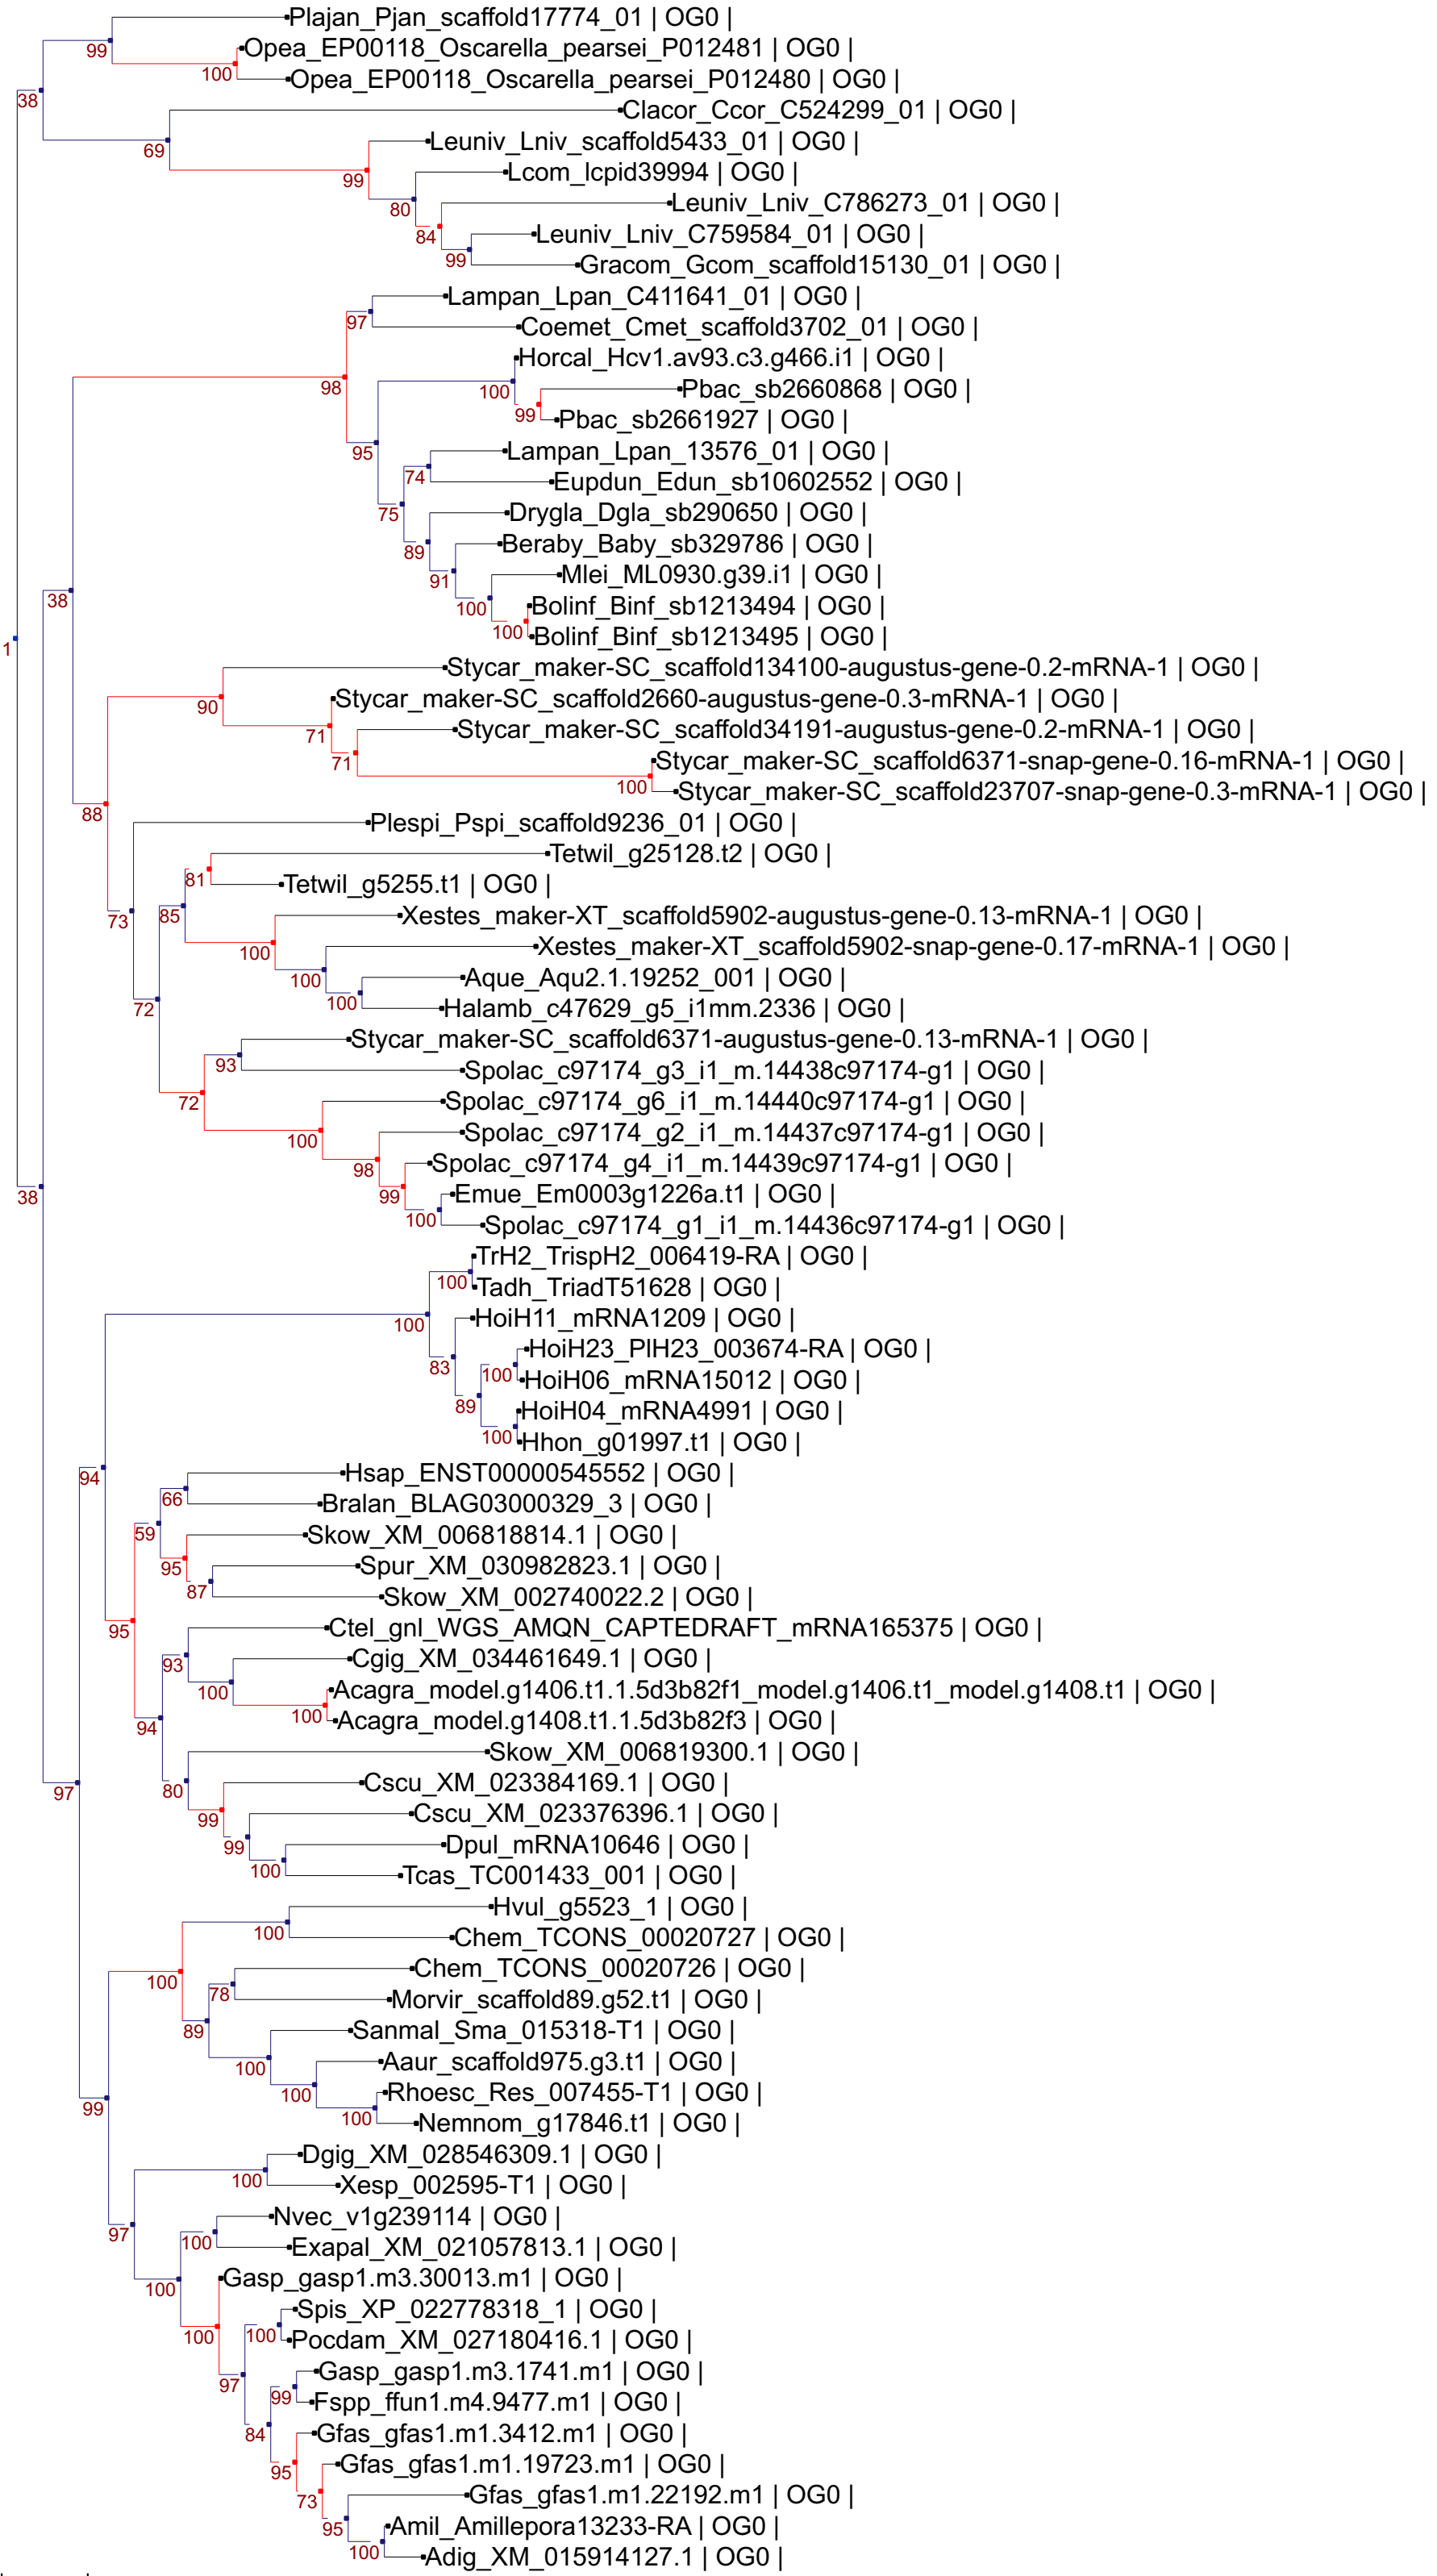 Plajan_Pjan_scaffold17774_01 | OG0 |
99
Opea_EP00118_Oscarella_pearsei_P012481 | OG0 |
100
Opea_EP00118_Oscarella_pearsei_P012480 | OG0 |
38
Clacor_Ccor_C524299_01 | OG0 |
69
Leuniv_Lniv_scaffold5433_01 | OG0 |
99
Lcom_lcpid39994 | OG0 |
80
Leuniv_Lniv_C786273_01 | OG0 |
84
Leuniv_Lniv_C759584_01 | OG0 |
99
Gracom_Gcom_scaffold15130_01 | OG0 |
Lampan_Lpan_C411641_01 | OG0 |
97
Coemet_Cmet_scaffold3702_01 | OG0 |
98
Horcal_Hcv1.av93.c3.g466.i1 | OG0 |
100
Pbac_sb2660868 | OG0 |
99
Pbac_sb2661927 | OG0 |
95
Lampan_Lpan_13576_01 | OG0 |
74
Eupdun_Edun_sb10602552 | OG0 |
75
Drygla_Dgla_sb290650 | OG0 |
89
Beraby_Baby_sb329786 | OG0 |
91
Mlei_ML0930.g39.i1 | OG0 |
100
Bolinf_Binf_sb1213494 | OG0 |
100
Bolinf_Binf_sb1213495 | OG0 |
38
1
Stycar_maker-SC_scaffold134100-augustus-gene-0.2-mRNA-1 | OG0 |
90
Stycar_maker-SC_scaffold2660-augustus-gene-0.3-mRNA-1 | OG0 |
71
Stycar_maker-SC_scaffold34191-augustus-gene-0.2-mRNA-1 | OG0 |
71
Stycar_maker-SC_scaffold6371-snap-gene-0.16-mRNA-1 | OG0 |
100
Stycar_maker-SC_scaffold23707-snap-gene-0.3-mRNA-1 | OG0 |
88
Plespi_Pspi_scaffold9236_01 | OG0 |
73
Tetwil_g25128.t2 | OG0 |
81
Tetwil_g5255.t1 | OG0 |
85
Xestes_maker-XT_scaffold5902-augustus-gene-0.13-mRNA-1 | OG0 |
100
Xestes_maker-XT_scaffold5902-snap-gene-0.17-mRNA-1 | OG0 |
100
Aque_Aqu2.1.19252_001 | OG0 |
100
Halamb_c47629_g5_i1mm.2336 | OG0 |
72
Stycar_maker-SC_scaffold6371-augustus-gene-0.13-mRNA-1 | OG0 |
93
Spolac_c97174_g3_i1_m.14438c97174-g1 | OG0 |
72
Spolac_c97174_g6_i1_m.14440c97174-g1 | OG0 |
100
Spolac_c97174_g2_i1_m.14437c97174-g1 | OG0 |
98
Spolac_c97174_g4_i1_m.14439c97174-g1 | OG0 |
99
Emue_Em0003g1226a.t1 | OG0 |
100
Spolac_c97174_g1_i1_m.14436c97174-g1 | OG0 |
38
TrH2_TrispH2_006419-RA | OG0 |
100
Tadh_TriadT51628 | OG0 |
100
HoiH11_mRNA1209 | OG0 |
83
HoiH23_PlH23_003674-RA | OG0 |
100
HoiH06_mRNA15012 | OG0 |
89
HoiH04_mRNA4991 | OG0 |
100
Hhon_g01997.t1 | OG0 |
94
Hsap_ENST00000545552 | OG0 |
66
Bralan_BLAG03000329_3 | OG0 |
59
Skow_XM_006818814.1 | OG0 |
95
Spur_XM_030982823.1 | OG0 |
87
Skow_XM_002740022.2 | OG0 |
95
Ctel_gnl_WGS_AMQN_CAPTEDRAFT_mRNA165375 | OG0 |
93
Cgig_XM_034461649.1 | OG0 |
100
Acagra_model.g1406.t1.1.5d3b82f1_model.g1406.t1_model.g1408.t1 | OG0 |
100
Acagra_model.g1408.t1.1.5d3b82f3 | OG0 |
94
Skow_XM_006819300.1 | OG0 |
80
Cscu_XM_023384169.1 | OG0 |
99
Cscu_XM_023376396.1 | OG0 |
99
Dpul_mRNA10646 | OG0 |
100
Tcas_TC001433_001 | OG0 |
97
Hvul_g5523_1 | OG0 |
100
Chem_TCONS_00020727 | OG0 |
100
Chem_TCONS_00020726 | OG0 |
78
Morvir_scaffold89.g52.t1 | OG0 |
89
Sanmal_Sma_015318-T1 | OG0 |
100
Aaur_scaffold975.g3.t1 | OG0 |
100
Rhoesc_Res_007455-T1 | OG0 |
100
Nemnom_g17846.t1 | OG0 |
99
Dgig_XM_028546309.1 | OG0 |
100
Xesp_002595-T1 | OG0 |
97
Nvec_v1g239114 | OG0 |
100
Exapal_XM_021057813.1 | OG0 |
100
Gasp_gasp1.m3.30013.m1 | OG0 |
100
Spis_XP_022778318_1 | OG0 |
100
Pocdam_XM_027180416.1 | OG0 |
97
Gasp_gasp1.m3.1741.m1 | OG0 |
99
Fspp_ffun1.m4.9477.m1 | OG0 |
84
Gfas_gfas1.m1.3412.m1 | OG0 |
95
Gfas_gfas1.m1.19723.m1 | OG0 |
73
Gfas_gfas1.m1.22192.m1 | OG0 |
95
Amil_Amillepora13233-RA | OG0 |
100
Adig_XM_015914127.1 | OG0 |